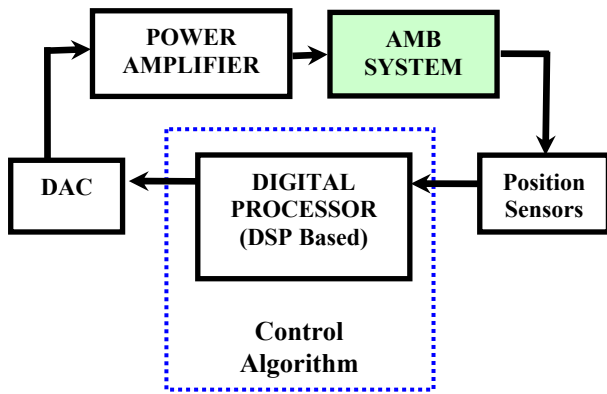 POWER
AMPLIFIER
AMB
SYSTEM
DAC
DIGITAL
PROCESSOR
(DSP Based)
Position
Sensors
Control
Algorithm